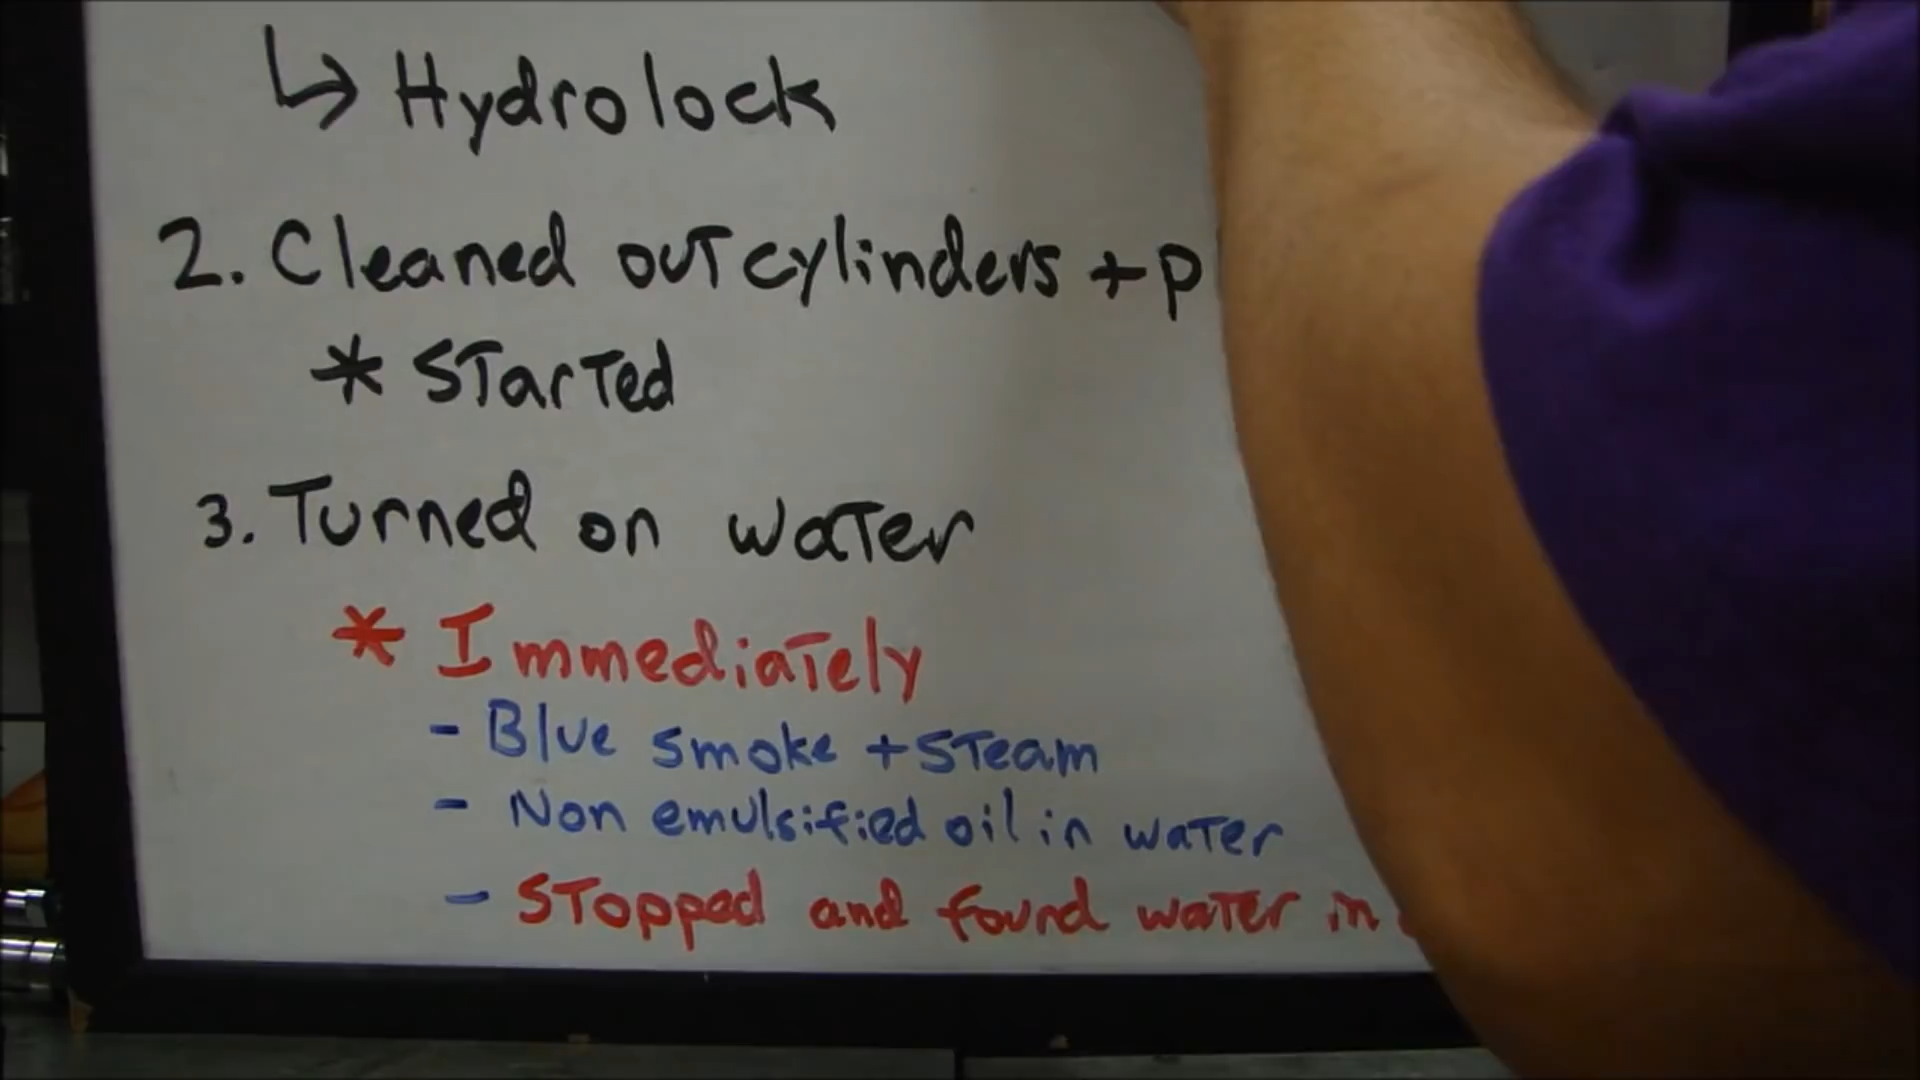 ↳ Hydrolock
2. Cleaned out cylinders + p
* Started
3. Turned on water
* Immediately
- Blue smoke + steam
- Non emulsified oil in water
- Stopped and found water in